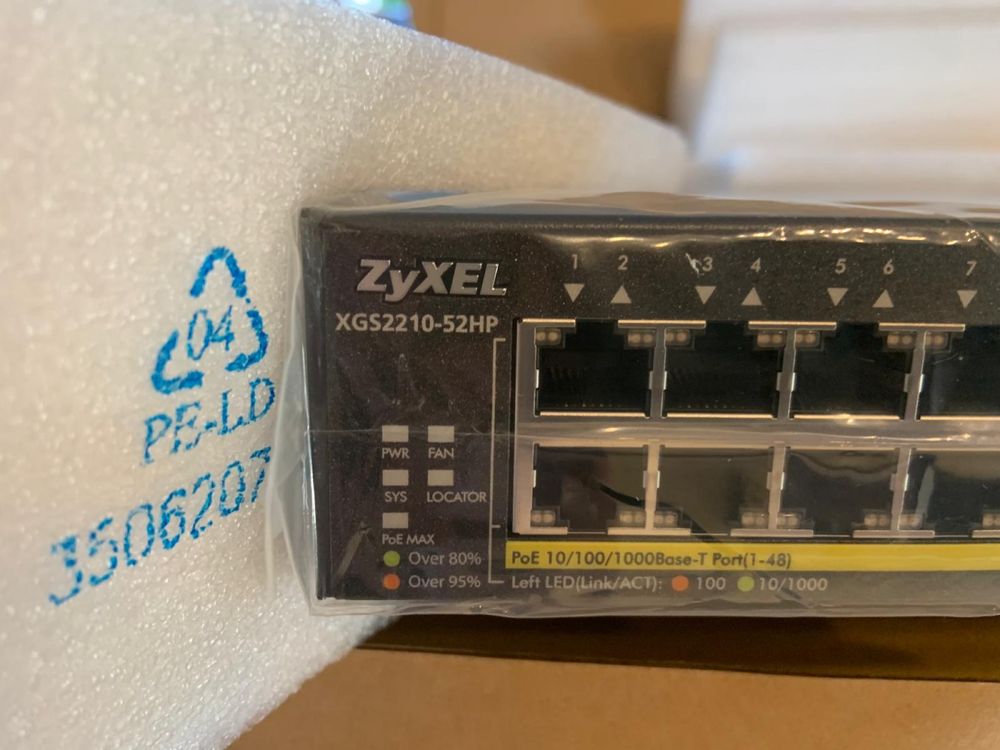 04
PE-LD
3506207
ZyXEL
XGS2210-52HP
1 2 3 4 5 6 7
PWR FAN
SYS LOCATOR
PoE MAX
Over 80%
Over 95%
PoE 10/100/1000Base-T Port(1-48)
Left LED(Link/ACT): 100 10/1000